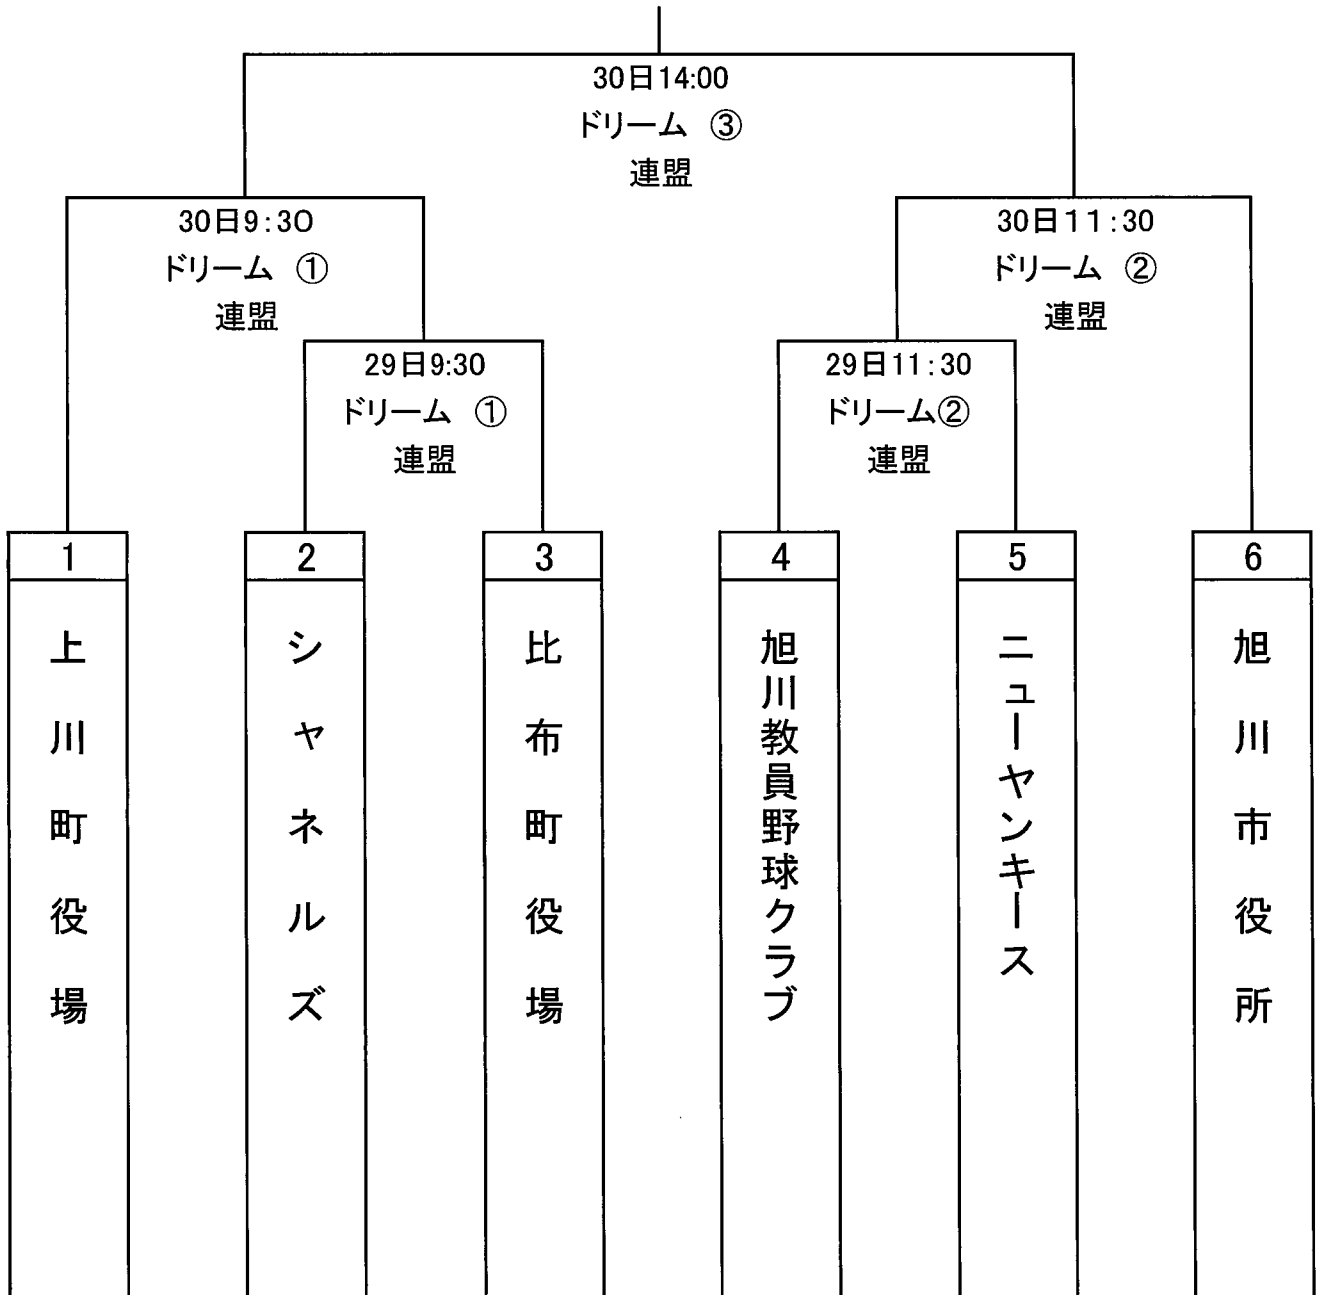 30日14:00
ドリーム ③
連盟
30日9:30
ドリーム ①
連盟
30日11:30
ドリーム ②
連盟
29日9:30
ドリーム ①
連盟
29日11:30
ドリーム②
連盟
1
2
3
4
5
6
上川町役場
シャネルズ
比布町役場
旭川教員野球クラブ
ニューヤンキース
旭川市役所